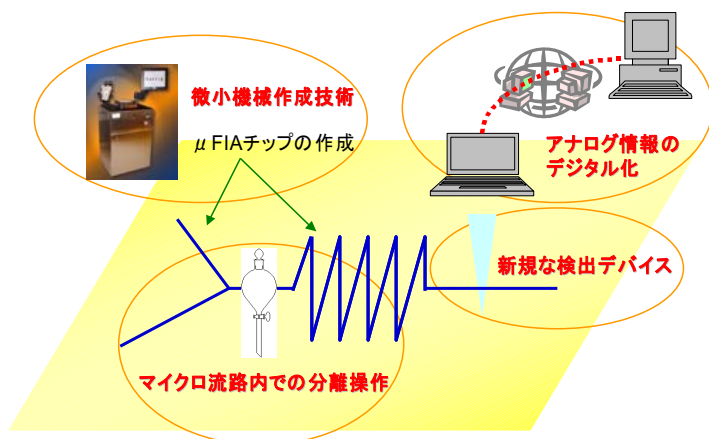 微小機械作成技術
μFIAチップの作成
アナログ情報の
デジタル化
新規な検出デバイス
マイクロ流路内での分離操作